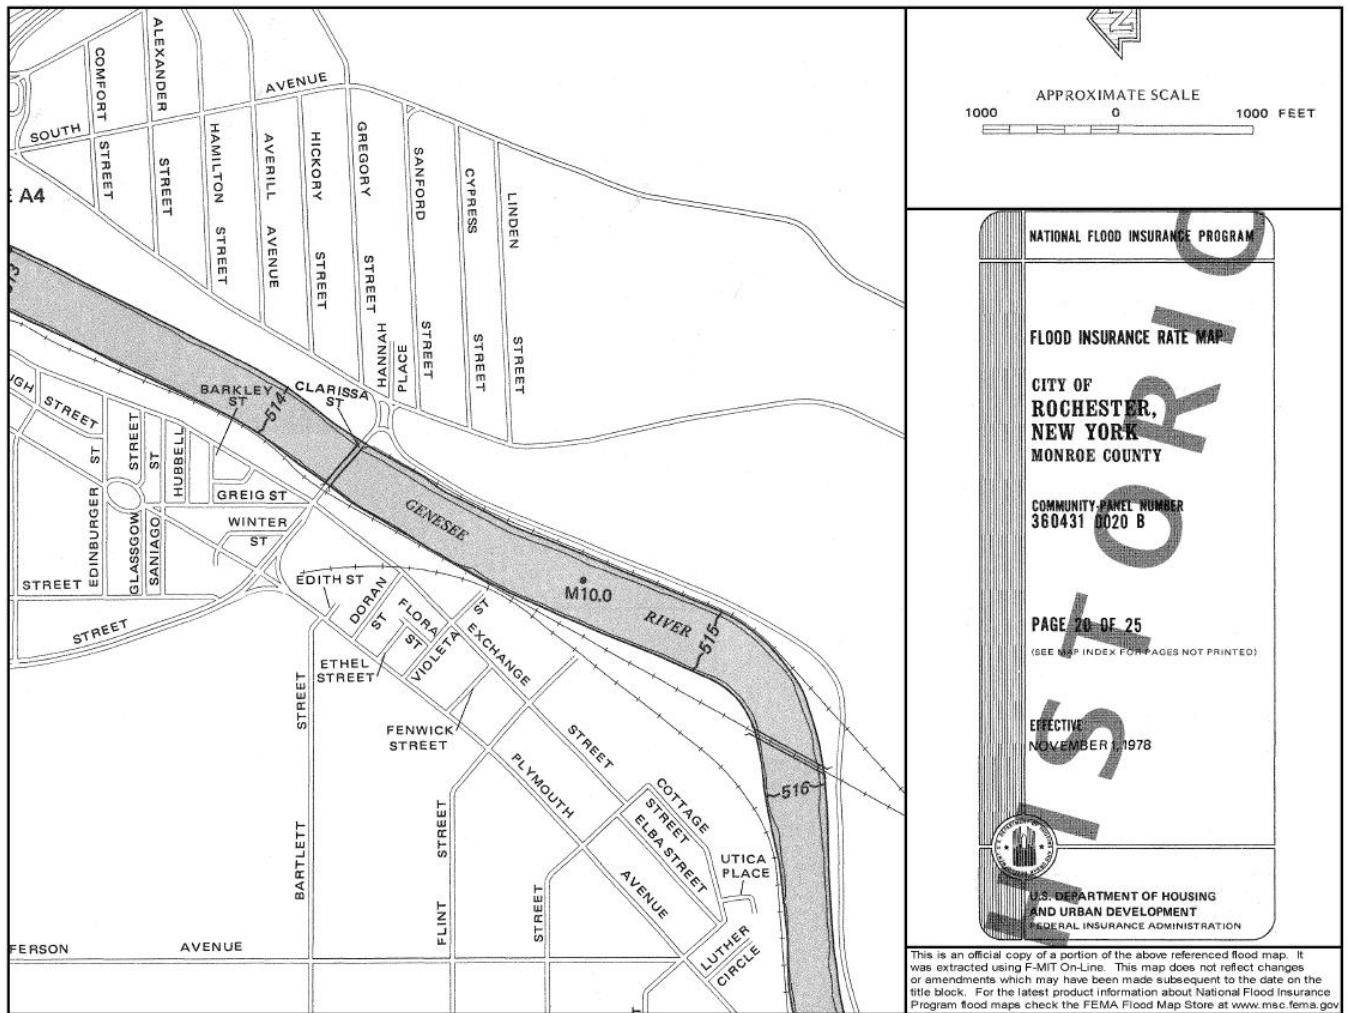 COMFORT
STREET
ALEXANDER
STREET
SOUTH
AVENUE
HAMILTON
STREET
AVERILL
AVENUE
HICKORY
STREET
GREGORY
STREET
HANNAH
PLACE
SANFORD
STREET
CYPRESS
STREET
LINDEN
STREET
A4
BARKLEY
ST
CLARISSA
ST
514
STREET
EDINBURGER
ST
GLASSGOW
STREET
SANIAGO
ST
HUBBELL
GREIG ST
WINTER
ST
STREET
STREET
GENESEE
RIVER
M10.0
515
516
EDITH ST
DORAN
ST
FLORA
ST
VIOLETA
ST
EXCHANGE
STREET
ETHEL
STREET
FENWICK
STREET
BARTLETT
STREET
PLYMOUTH
AVENUE
FLINT
STREET
STREET
COTTAGE
STREET
ELBA STREET
UTICA
PLACE
LUTHER
CIRCLE
FERSON
AVENUE
N
APPROXIMATE SCALE
1000 0 1000 FEET
NATIONAL FLOOD INSURANCE PROGRAM
FLOOD INSURANCE RATE MAP
CITY OF
ROCHESTER,
NEW YORK
MONROE COUNTY
COMMUNITY-PANEL NUMBER
360431 0020 B
PAGE 20 OF 25
(SEE MAP INDEX FOR PAGES NOT PRINTED)
EFFECTIVE
NOVEMBER 1, 1978
HISTORIC
U.S. DEPARTMENT OF HOUSING
AND URBAN DEVELOPMENT
FEDERAL INSURANCE ADMINISTRATION
This is an official copy of a portion of the above referenced flood map. It
was extracted using F-MIT On-Line. This map does not reflect changes
or amendments which may have been made subsequent to the date on the
title block. For the latest product information about National Flood Insurance
Program flood maps check the FEMA Flood Map Store at www.msc.fema.gov